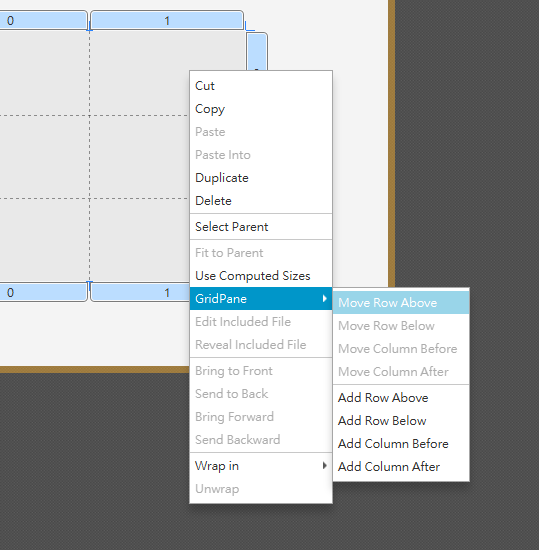 0 1
Cut
Copy
Paste
Paste Into
Duplicate
Delete
Select Parent
Fit to Parent
Use Computed Sizes
GridPane
Edit Included File
Reveal Included File
Bring to Front
Send to Back
Bring Forward
Send Backward
Wrap in
Unwrap
0 1
Move Row Above
Move Row Below
Move Column Before
Move Column After
Add Row Above
Add Row Below
Add Column Before
Add Column After